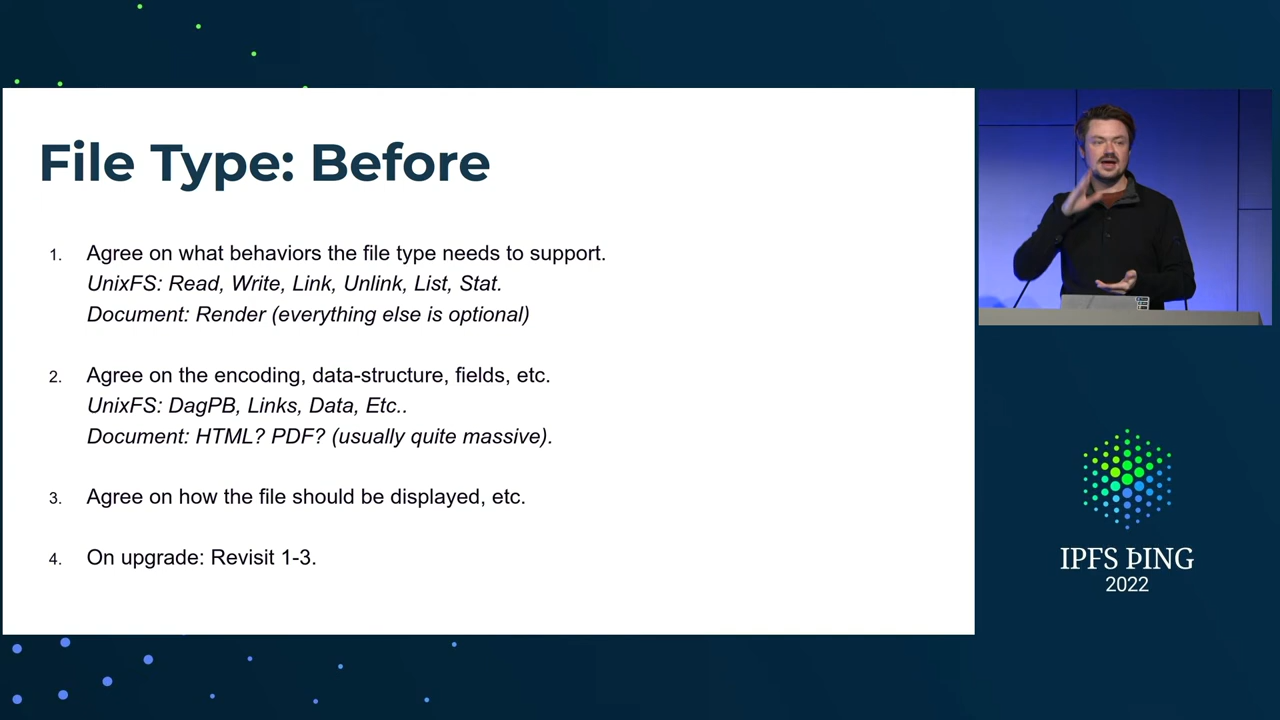 File Type: Before
1. Agree on what behaviors the file type needs to support.
UnixFS: Read, Write, Link, Unlink, List, Stat.
Document: Render (everything else is optional)
2. Agree on the encoding, data-structure, fields, etc.
UnixFS: DagPB, Links, Data, Etc..
Document: HTML? PDF? (usually quite massive).
3. Agree on how the file should be displayed, etc.
4. On upgrade: Revisit 1-3.
IPFS ÞING
2022